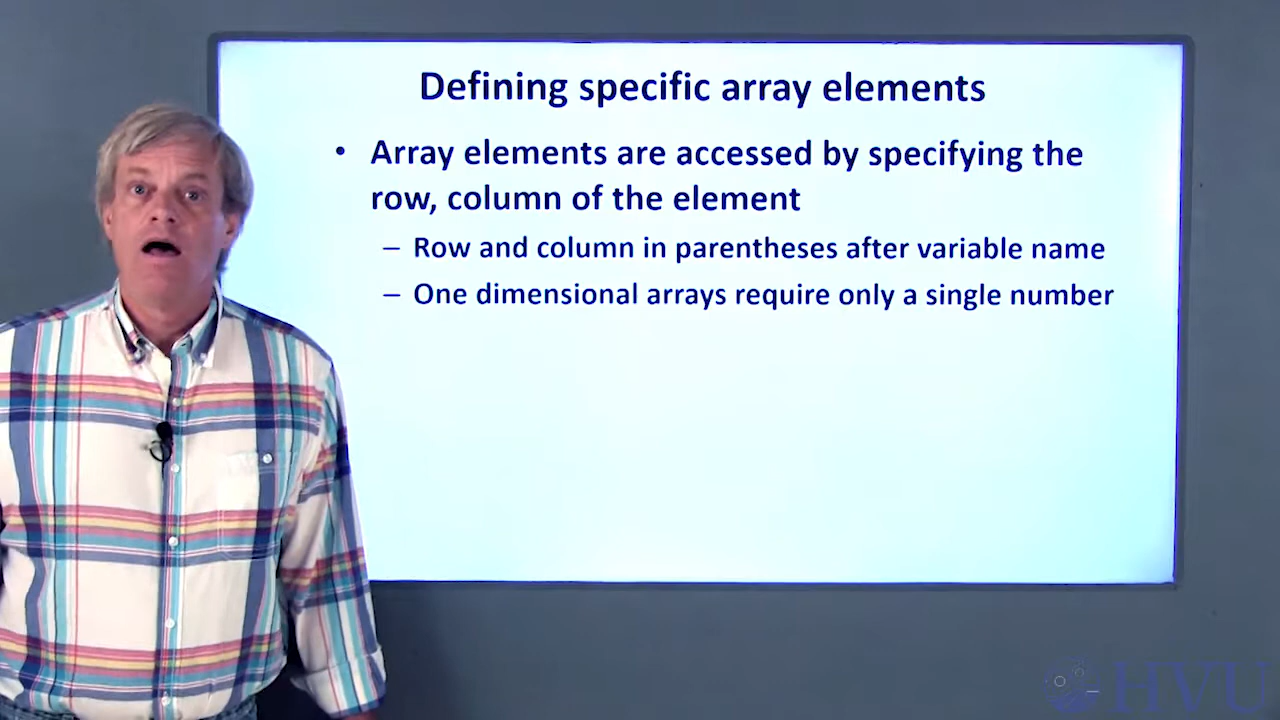 Defining specific array elements
• Array elements are accessed by specifying the
row, column of the element
– Row and column in parentheses after variable name
– One dimensional arrays require only a single number
HVU